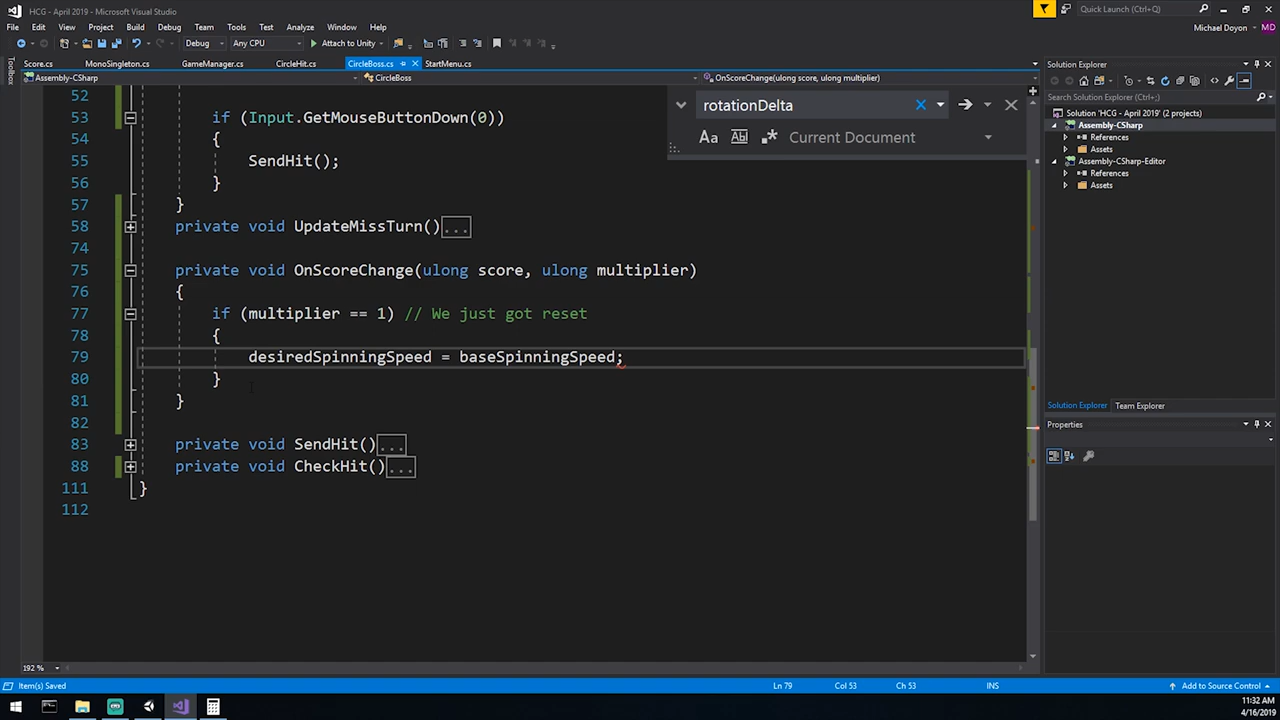 HCG - April 2019 - Microsoft Visual Studio
Quick Launch (Ctrl+Q)
File Edit View Project Build Debug Team Tools Test Analyze Window Help
Michael Doyon MD
Debug Any CPU Attach to Unity
Score.cs MonoSingleton.cs GameManager.cs CircleHit.cs CircleBoss.cs StartMenu.cs
Assembly-CSharp CircleBoss OnScoreChange(ulong score, ulong multiplier)
Toolbox
52
53 if (Input.GetMouseButtonDown(0))
54 {
55 SendHit();
56 }
57 }
58 private void UpdateMissTurn()...
74
75 private void OnScoreChange(ulong score, ulong multiplier)
76 {
77 if (multiplier == 1) // We just got reset
78 {
79 desiredSpinningSpeed = baseSpinningSpeed;
80 }
81 }
82
83 private void SendHit()...
88 private void CheckHit()...
111 }
112
rotationDelta
Aa Ab .* Current Document
Solution Explorer
Search Solution Explorer (Ctrl+;)
Solution 'HCG - April 2019' (2 projects)
Assembly-CSharp
References
Assets
Assembly-CSharp-Editor
References
Assets
Solution Explorer Team Explorer
Properties
192 %
Item(s) Saved Ln 79 Col 53 Ch 53 INS Add to Source Control
11:32 AM
4/16/2019